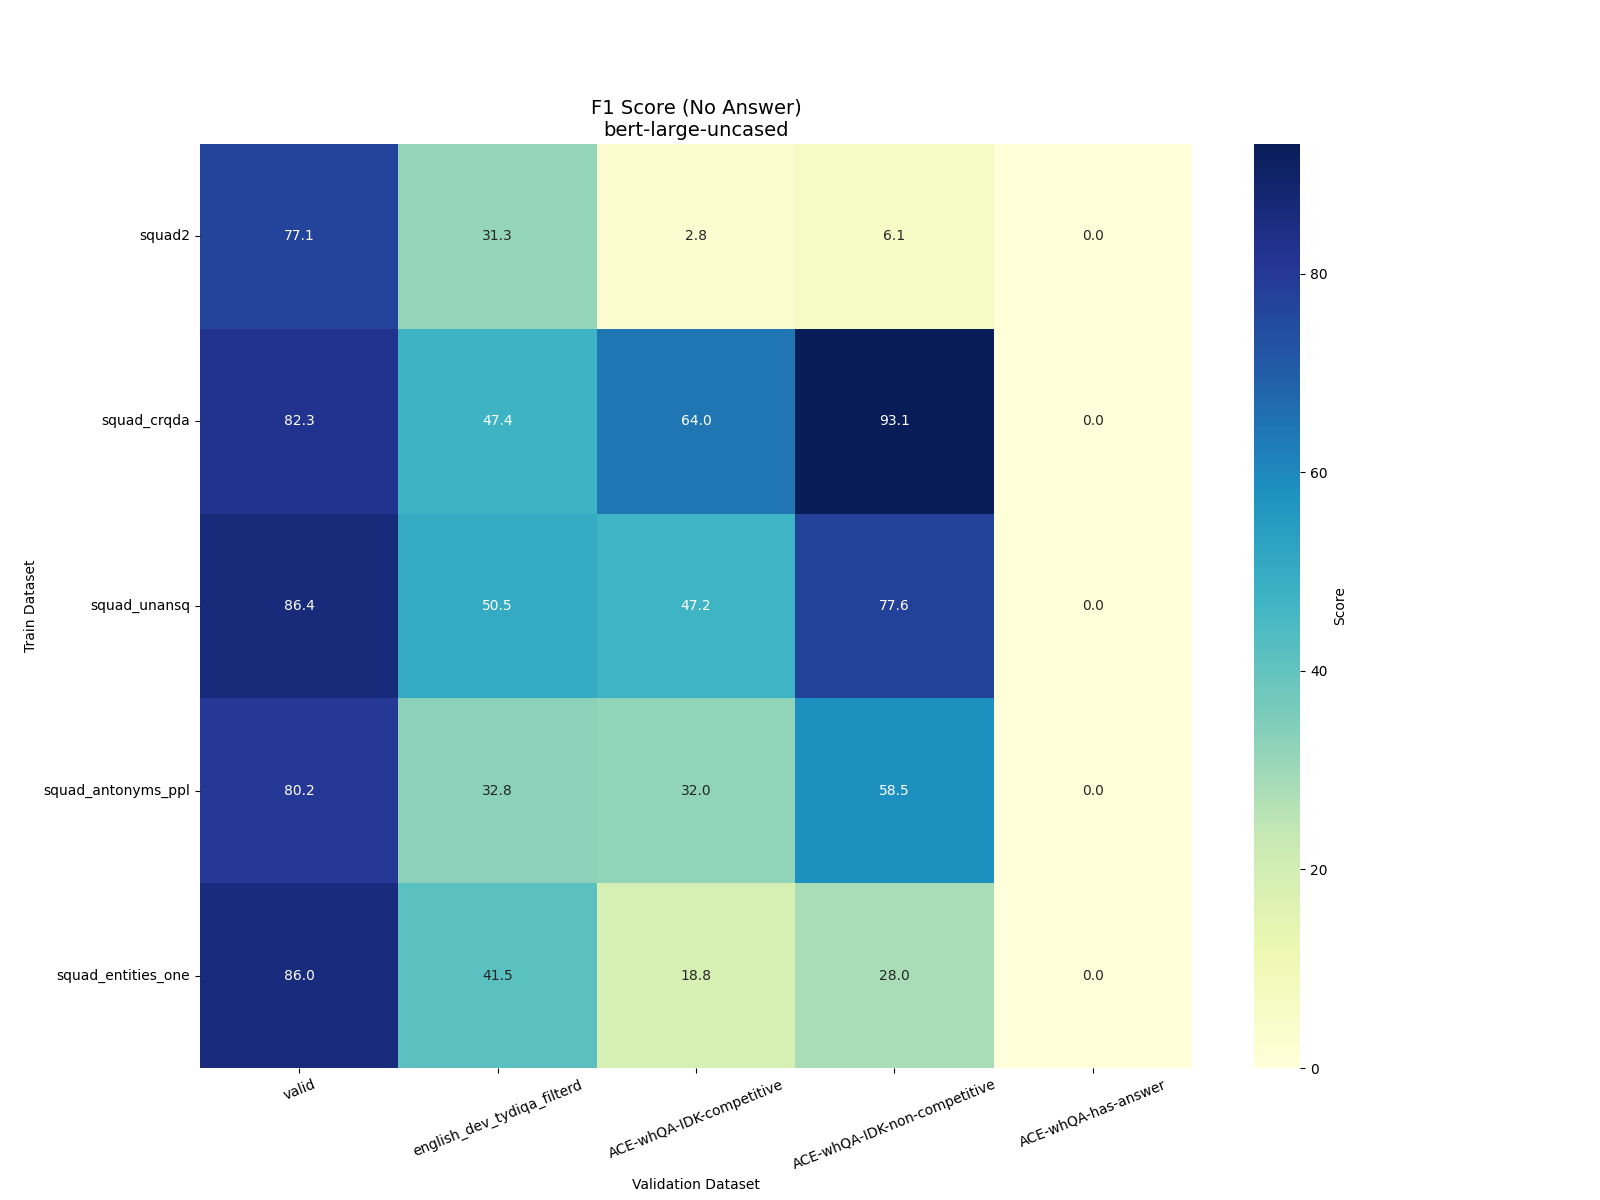 F1 Score (No Answer)
bert-large-uncased
squad2
77.1
31.3
2.8
6.1
0.0
squad_crqda
82.3
47.4
64.0
93.1
0.0
squad_unansq
86.4
50.5
47.2
77.6
0.0
squad_antonyms_ppl
80.2
32.8
32.0
58.5
0.0
squad_entities_one
86.0
41.5
18.8
28.0
0.0
Train Dataset
valid
english_dev_tydiqa_filterd
ACE-whQA-IDK-competitive
ACE-whQA-IDK-non-competitive
ACE-whQA-has-answer
Validation Dataset
80
60
40
20
0
Score